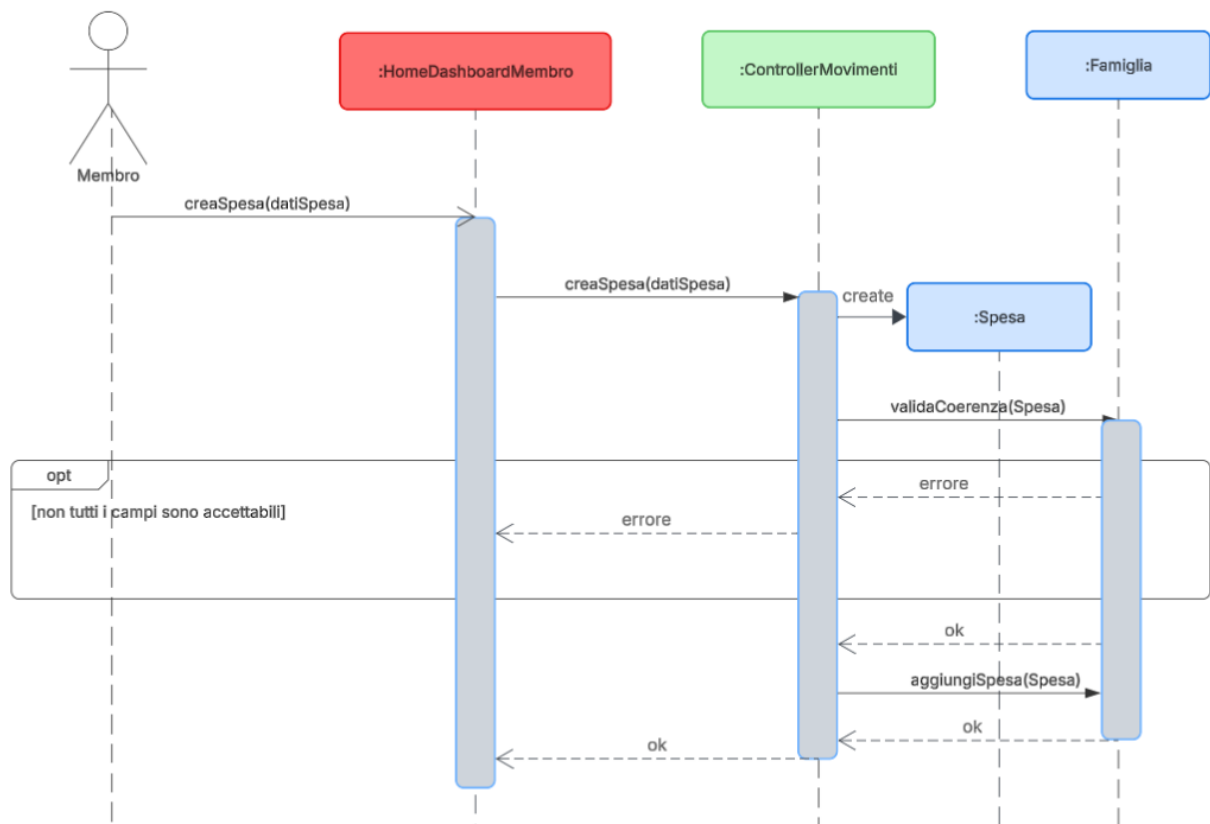 :HomeDashboardMembro
:ControllerMovimenti
:Famiglia
Membro
creaSpesa(datiSpesa)
creaSpesa(datiSpesa)
create
:Spesa
validaCoerenza(Spesa)
opt
errore
[non tutti i campi sono accettabili]
errore
ok
aggiungiSpesa(Spesa)
ok
ok